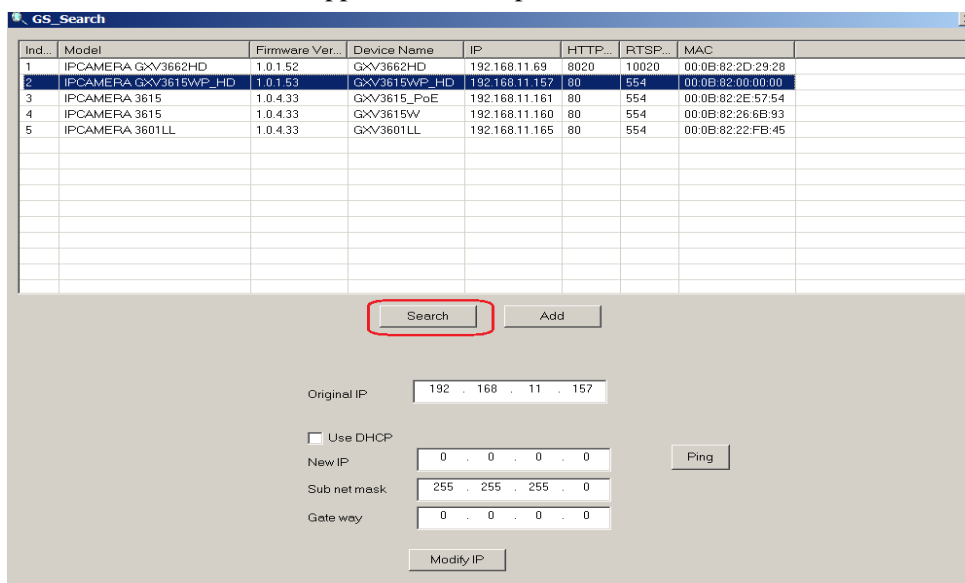 GS_Search
Ind... Model Firmware Ver... Device Name IP HTTP... RTSP... MAC
1 IPCAMERA GXV3662HD 1.0.1.52 GXV3662HD 192.168.11.69 8020 10020 00:0B:82:2D:29:28
2 IPCAMERA GXV3615WP_HD 1.0.1.53 GXV3615WP_HD 192.168.11.157 80 554 00:0B:82:00:00:00
3 IPCAMERA 3615 1.0.4.33 GXV3615_PoE 192.168.11.161 80 554 00:0B:82:2E:57:54
4 IPCAMERA 3615 1.0.4.33 GXV3615W 192.168.11.160 80 554 00:0B:82:26:6B:93
5 IPCAMERA 3601LL 1.0.4.33 GXV3601LL 192.168.11.165 80 554 00:0B:82:22:FB:45
Search Add
Original IP 192 . 168 . 11 . 157
Use DHCP
New IP 0 . 0 . 0 . 0 Ping
Sub net mask 255 . 255 . 255 . 0
Gate way 0 . 0 . 0 . 0
Modify IP